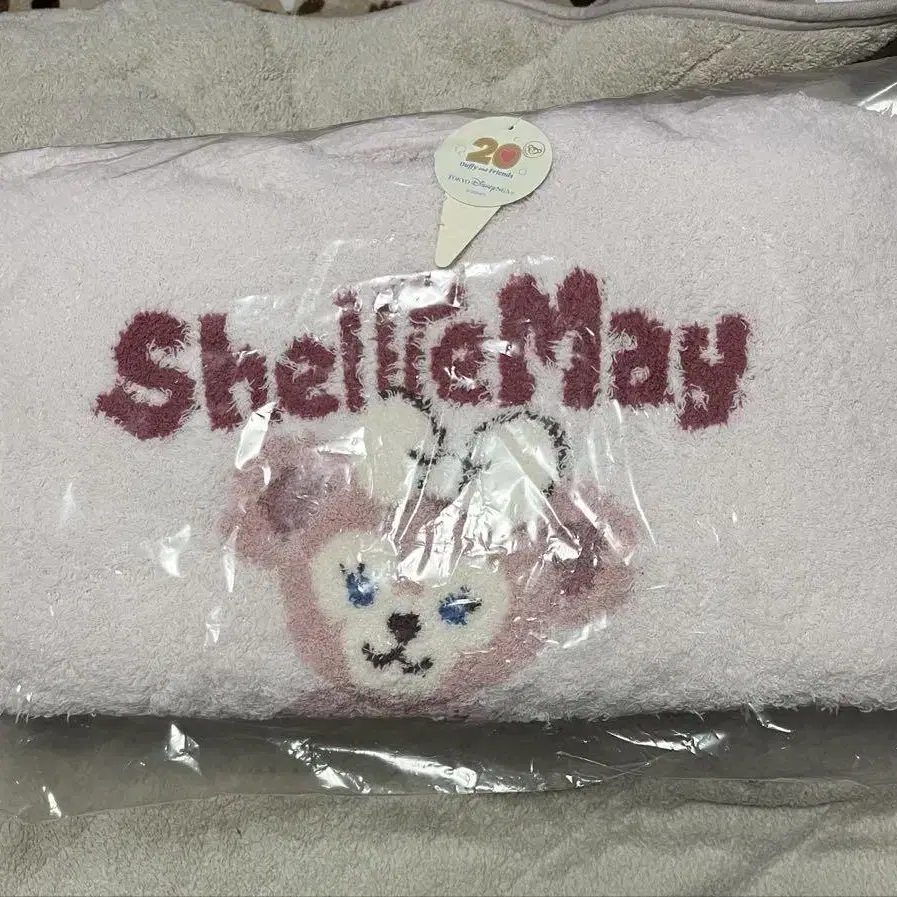 20
Duffy and Friends
TOKYO DisneySEA
ShellieMay